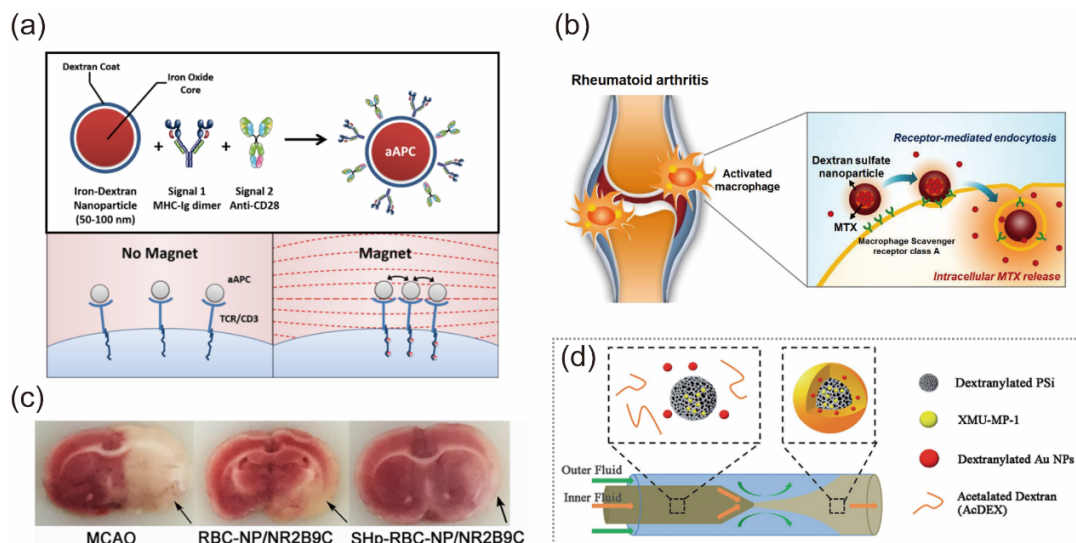 (a)
Dextran Coat
Iron Oxide
Core
+
+
aAPC
Iron-Dextran
Nanoparticle
(50-100 nm)
Signal 1
MHC-Ig dimer
Signal 2
Anti-CD28
No Magnet
Magnet
aAPC
TCR/CD3
(b)
Rheumatoid arthritis
Activated
macrophage
Receptor-mediated endocytosis
Dextran sulfate
nanoparticle
MTX
Macrophage Scavenger
receptor class A
Intracellular MTX release
(c)
MCAO
RBC-NP/NR2B9C
SHp-RBC-NP/NR2B9C
(d)
Outer Fluid
Inner Fluid
Dextranylated PSi
XMU-MP-1
Dextranylated Au NPs
Acetalated Dextran
(AcDEX)